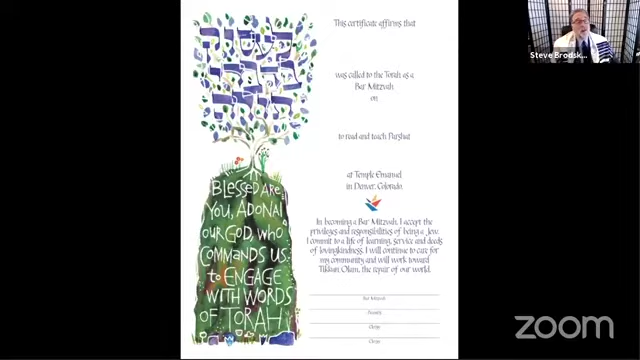 This certificate affirms that
was called to the Torah as a
Bar Mitzvah
on
to read and teach Parshat
at Temple Emanuel
in Denver, Colorado.
In becoming a Bar Mitzvah, I accept the
privileges and responsibilities of being a Jew.
I commit to a life of learning, service and deeds
of lovingkindness. I will continue to care for
my community and will work toward
Tikkun Olam, the repair of our world.
Bar Mitzvah
Clergy
Clergy
BLESSED ARE
YOU, ADONAI
OUR GOD, WHO
COMMANDS US
to ENGAGE
WITH WORDS
OF TORAH
Steve Brodsk...
zoom